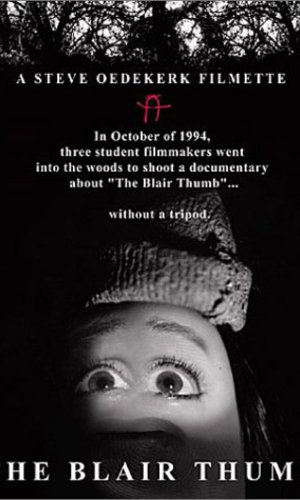 A STEVE OEDEKERK FILMETTE
In October of 1994,
three student filmmakers went
into the woods to shoot a documentary
about "The Blair Thumb"...
without a tripod.
HE BLAIR THUM